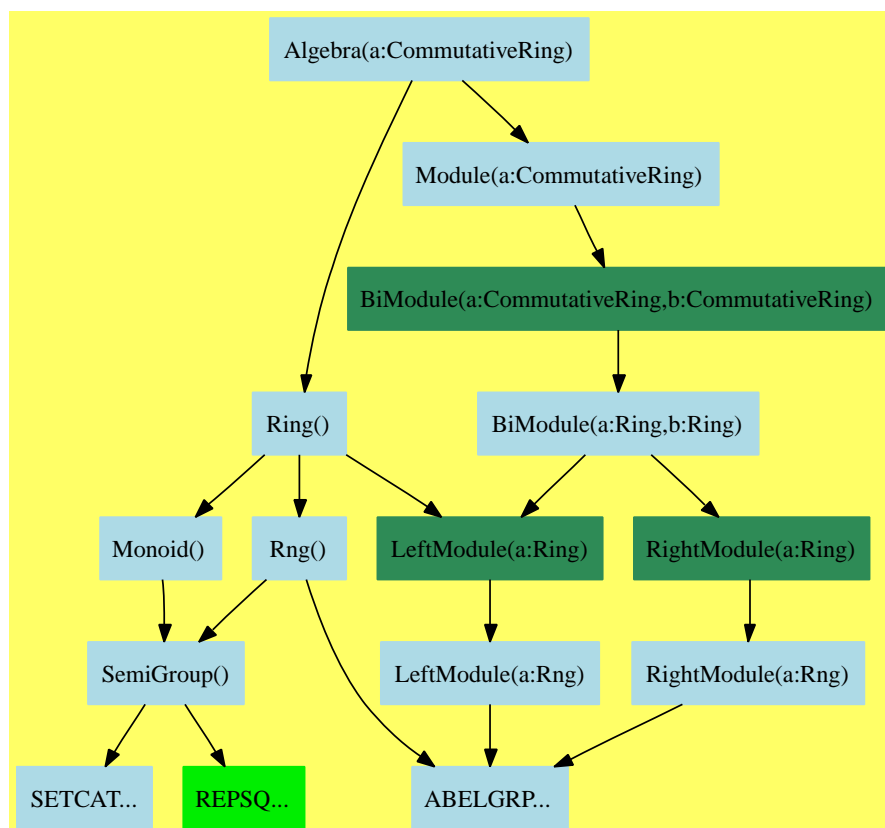 Algebra(a:CommutativeRing)
Module(a:CommutativeRing)
BiModule(a:CommutativeRing,b:CommutativeRing)
Ring()
BiModule(a:Ring,b:Ring)
Monoid()
Rng()
LeftModule(a:Ring)
RightModule(a:Ring)
SemiGroup()
LeftModule(a:Rng)
RightModule(a:Rng)
SETCAT...
REPSQ...
ABELGRP...